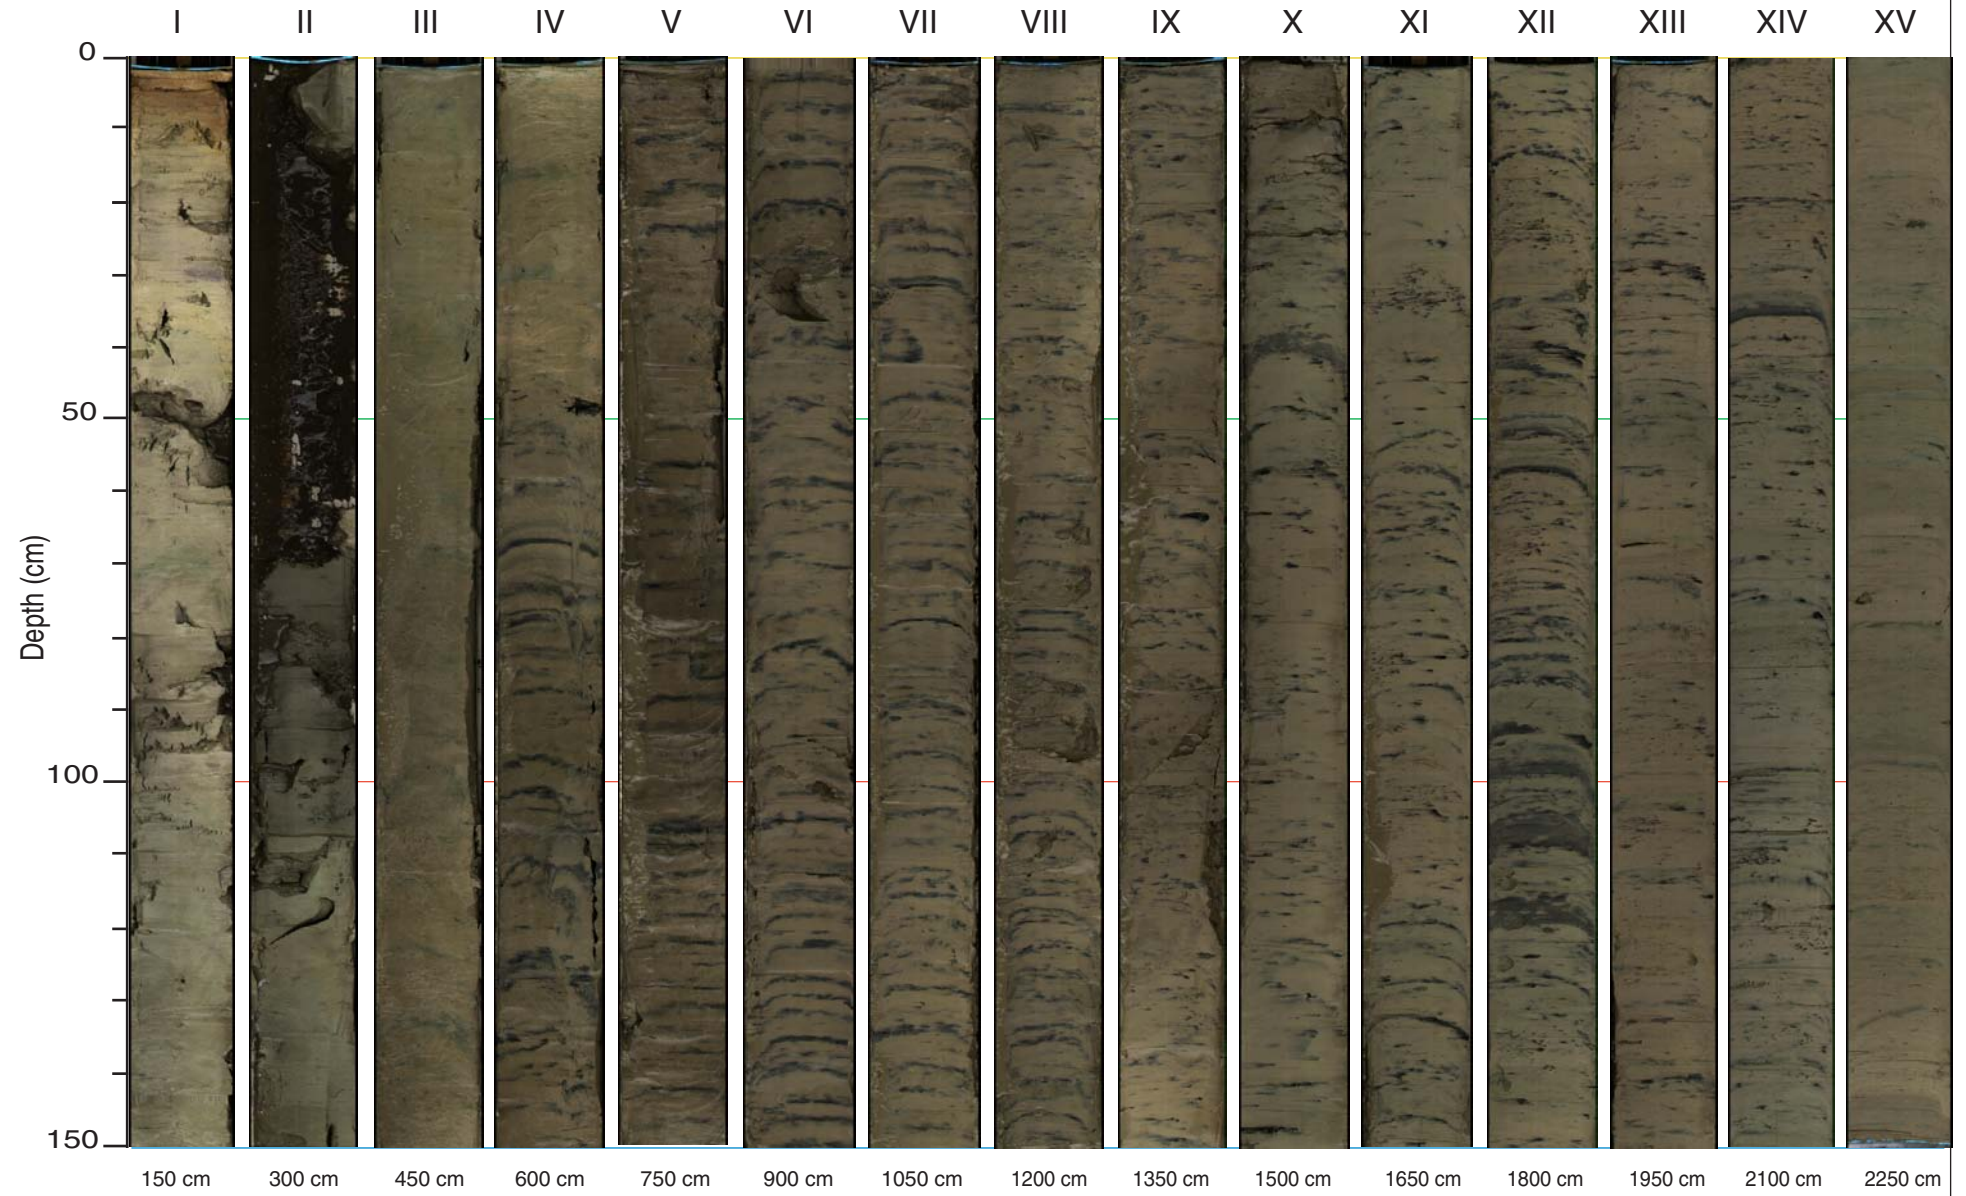 I II III IV V VI VII VIII IX X XI XII XIII XIV XV
0
50
100
150
Depth (cm)
150 cm 300 cm 450 cm 600 cm 750 cm 900 cm 1050 cm 1200 cm 1350 cm 1500 cm 1650 cm 1800 cm 1950 cm 2100 cm 2250 cm